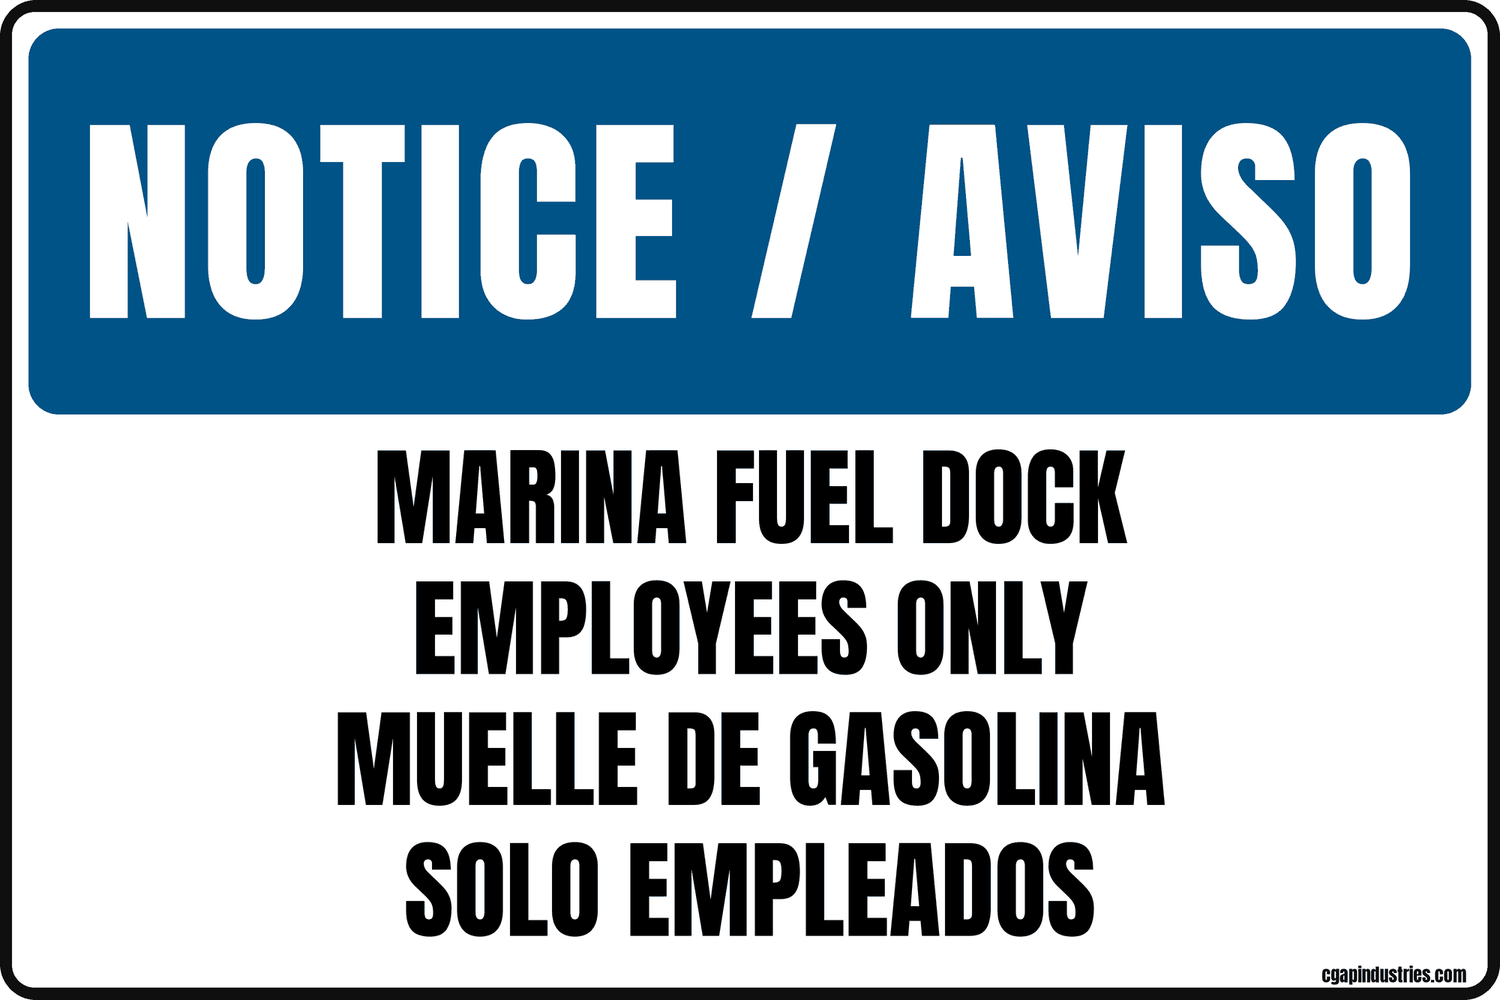 NOTICE / AVISO
MARINA FUEL DOCK
EMPLOYEES ONLY
MUELLE DE GASOLINA
SOLO EMPLEADOS
cgapindustries.com